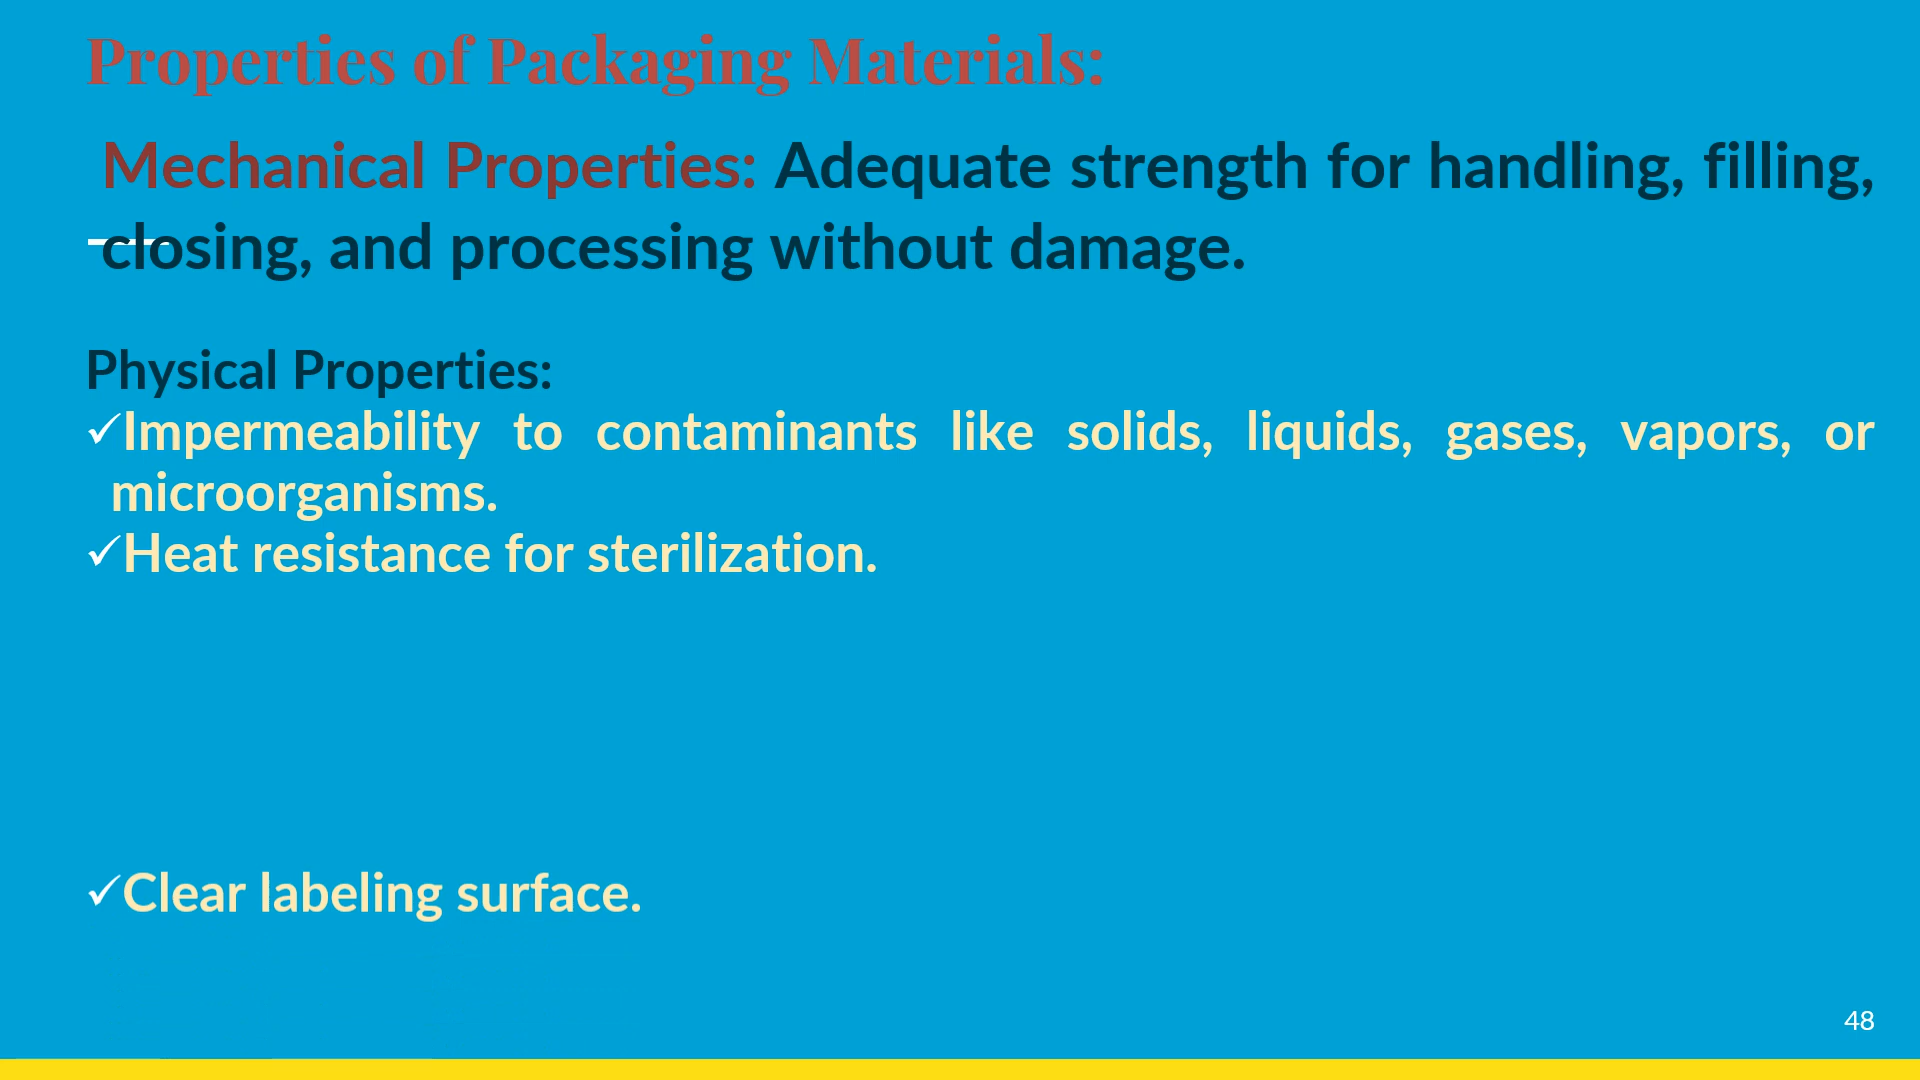 Properties of Packaging Materials:
Mechanical Properties: Adequate strength for handling, filling,
closing, and processing without damage.
Physical Properties:
✓Impermeability to contaminants like solids, liquids, gases, vapors, or
microorganisms.
✓Heat resistance for sterilization.
✓Clear labeling surface.
48